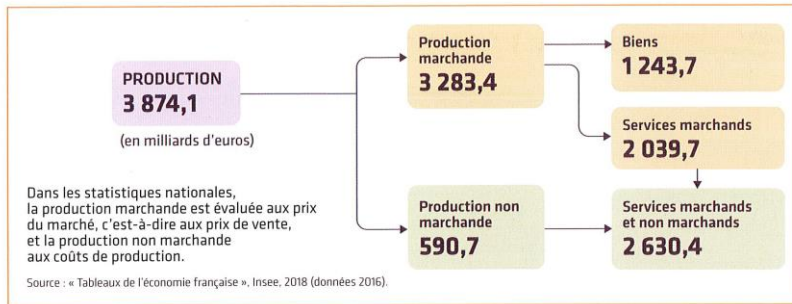 PRODUCTION
3 874,1
(en milliards d'euros)
Dans les statistiques nationales,
la production marchande est évaluée aux prix
du marché, c'est-à-dire aux prix de vente,
et la production non marchande
aux coûts de production.
Source : « Tableaux de l'économie française », Insee, 2018 (données 2016).
Production
marchande
3 283,4
Production non
marchande
590,7
Biens
1 243,7
Services marchands
2 039,7
Services marchands
et non marchands
2 630,4